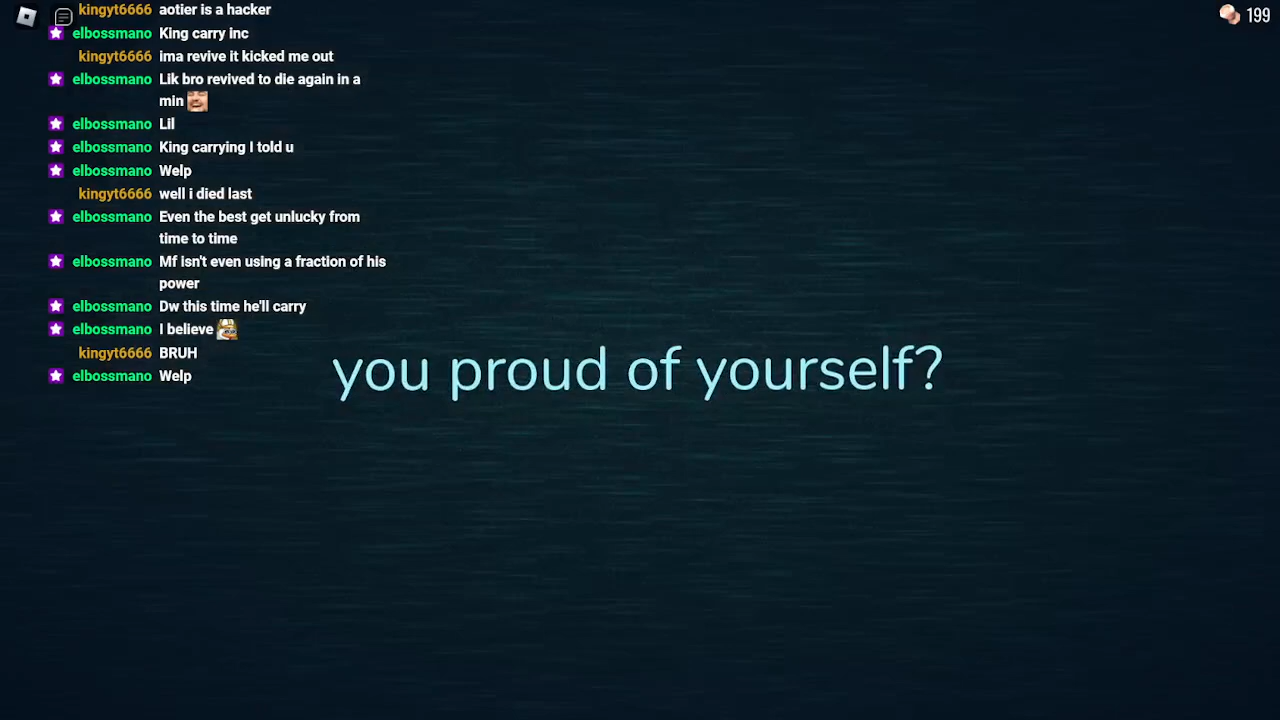 199
kingyt6666 aotier is a hacker
elbossmano King carry inc
kingyt6666 ima revive it kicked me out
elbossmano Lik bro revived to die again in a
min
elbossmano Lil
elbossmano King carrying I told u
elbossmano Welp
kingyt6666 well i died last
elbossmano Even the best get unlucky from
time to time
elbossmano Mf isn't even using a fraction of his
power
elbossmano Dw this time he'll carry
elbossmano I believe
kingyt6666 BRUH
elbossmano Welp
you proud of yourself?